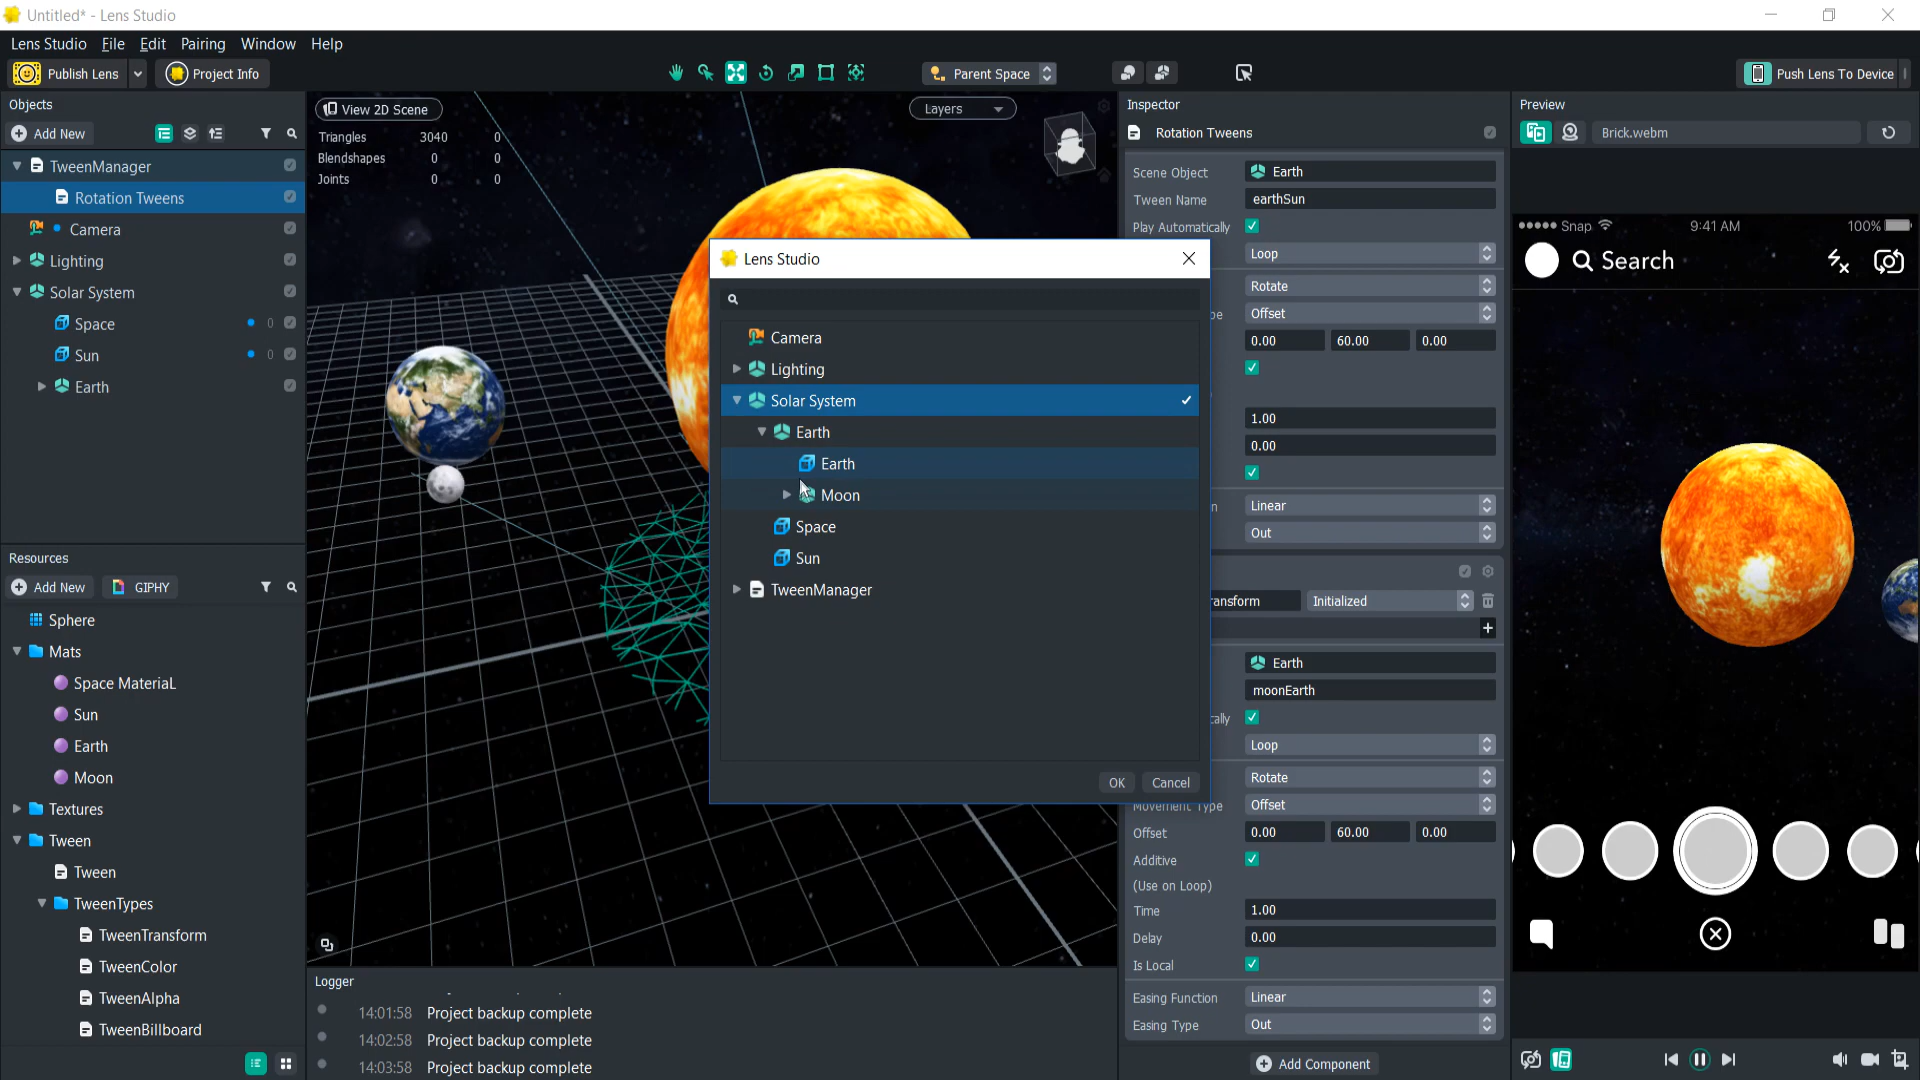 Untitled* - Lens Studio
Lens Studio File Edit Pairing Window Help
Publish Lens Project Info Parent Space Push Lens To Device
Objects
Add New
TweenManager
Rotation Tweens
Camera
Lighting
Solar System
Space 0
Sun 0
Earth
Resources
Add New GIPHY
Sphere
Mats
Space MateriaL
Sun
Earth
Moon
Textures
Tween
Tween
TweenTypes
TweenTransform
TweenColor
TweenAlpha
TweenBillboard
View 2D Scene Layers
Triangles 3040 0
Blendshapes 0 0
Joints 0 0
Lens Studio
Camera
Lighting
Solar System
Earth
Earth
Moon
Space
Sun
TweenManager
OK Cancel
Logger
14:01:58 Project backup complete
14:02:58 Project backup complete
14:03:58 Project backup complete
Inspector
Rotation Tweens
Scene Object Earth
Tween Name earthSun
Play Automatically
Loop
Rotate
Offset
0.00 60.00 0.00
1.00
0.00
Linear
Out
Initialized
Earth
moonEarth
Loop
Rotate
Movement Type Offset
Offset 0.00 60.00 0.00
Additive
(Use on Loop)
Time 1.00
Delay 0.00
Is Local
Easing Function Linear
Easing Type Out
Add Component
Preview
Brick.webm
Snap 9:41 AM 100%
Search